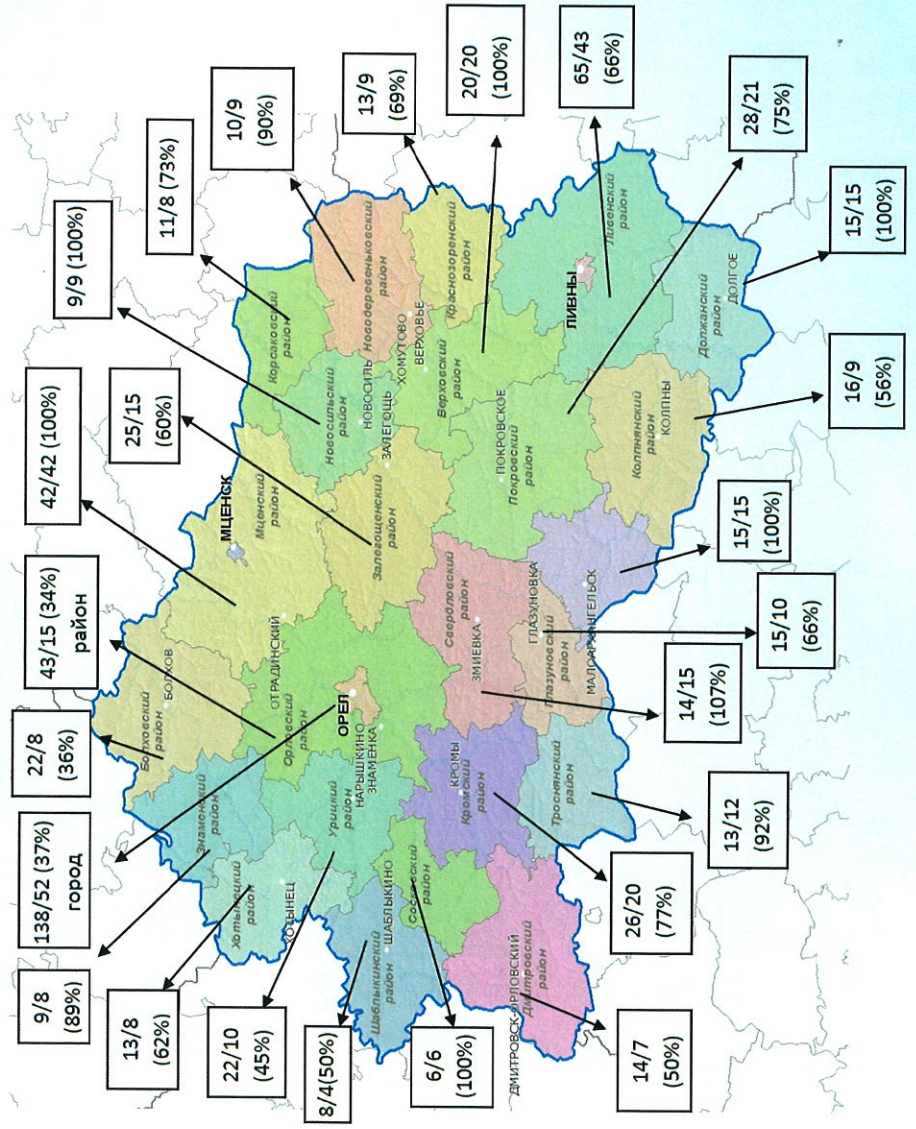 9/8
(89%)
138/52 (37%)
город
22/8
(36%)
43/15 (34%)
район
42/42 (100%)
25/15
(60%)
9/9 (100%)
11/8 (73%)
10/9
(90%)
13/9
(69%)
20/20
(100%)
65/43
(66%)
28/21
(75%)
15/15
(100%)
16/9
(56%)
15/15
(100%)
15/10
(66%)
14/15
(107%)
13/12
(92%)
26/20
(77%)
14/7
(50%)
6/6
(100%)
8/4(50%)
22/10
(45%)
13/8
(62%)
Болховский
район
БОЛХОВ
Знаменский
район
Хотынецкий
район
ХОТЫНЕЦ
Урицкий
район
НАРЫШКИНО
ЗНАМЕНКА
Орловский
район
ОРЕЛ
ОТРАДИНСКИЙ
МЦЕНСК
Мценский
район
Корсаковский
район
Новосильский
район
НОВОСИЛЬ
Новодеревеньковский
район
ХОМУТОВО
ВЕРХОВЬЕ
Краснозоренский
район
ЗАЛЕГОЩЬ
Залегощенский
район
Верховский
район
Шаблыкинский
район
ШАБЛЫКИНО
Сосковский
район
КРОМЫ
Кромской
район
Свердловский
район
ЗМИЕВКА
ПОКРОВСКОЕ
Покровский
район
ЛИВНЫ
Ливенский
район
ДМИТРОВСК-ОРЛОВСКИЙ
Дмитровский
район
Троснянский
район
ГЛАЗУНОВКА
Глазуновский
район
МАЛОАРХАНГЕЛЬСК
Колпнянский
район
КОЛПНЫ
Должанский
район
ДОЛГОЕ